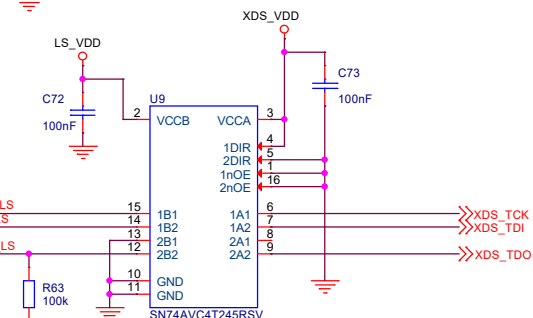 XDS_VDD
LS_VDD
C73
100nF
C72
100nF
U9
2
VCCB
VCCA
3
1DIR
4
2DIR
5
1nOE
1
2nOE
16
LS
15
1B1
1A1
6
XDS_TCK
S
14
1B2
1A2
7
XDS_TDI
13
2B1
2A1
8
LS
12
2B2
2A2
9
XDS_TDO
10
GND
11
GND
R63
100k
SN74AVC4T245RSV